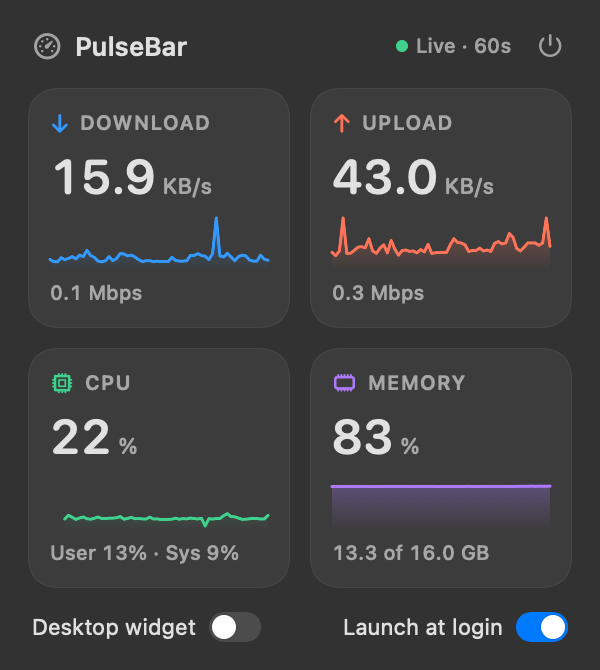 PulseBar
Live · 60s
DOWNLOAD
15.9 KB/s
0.1 Mbps
UPLOAD
43.0 KB/s
0.3 Mbps
CPU
22 %
User 13% · Sys 9%
MEMORY
83 %
13.3 of 16.0 GB
Desktop widget
Launch at login